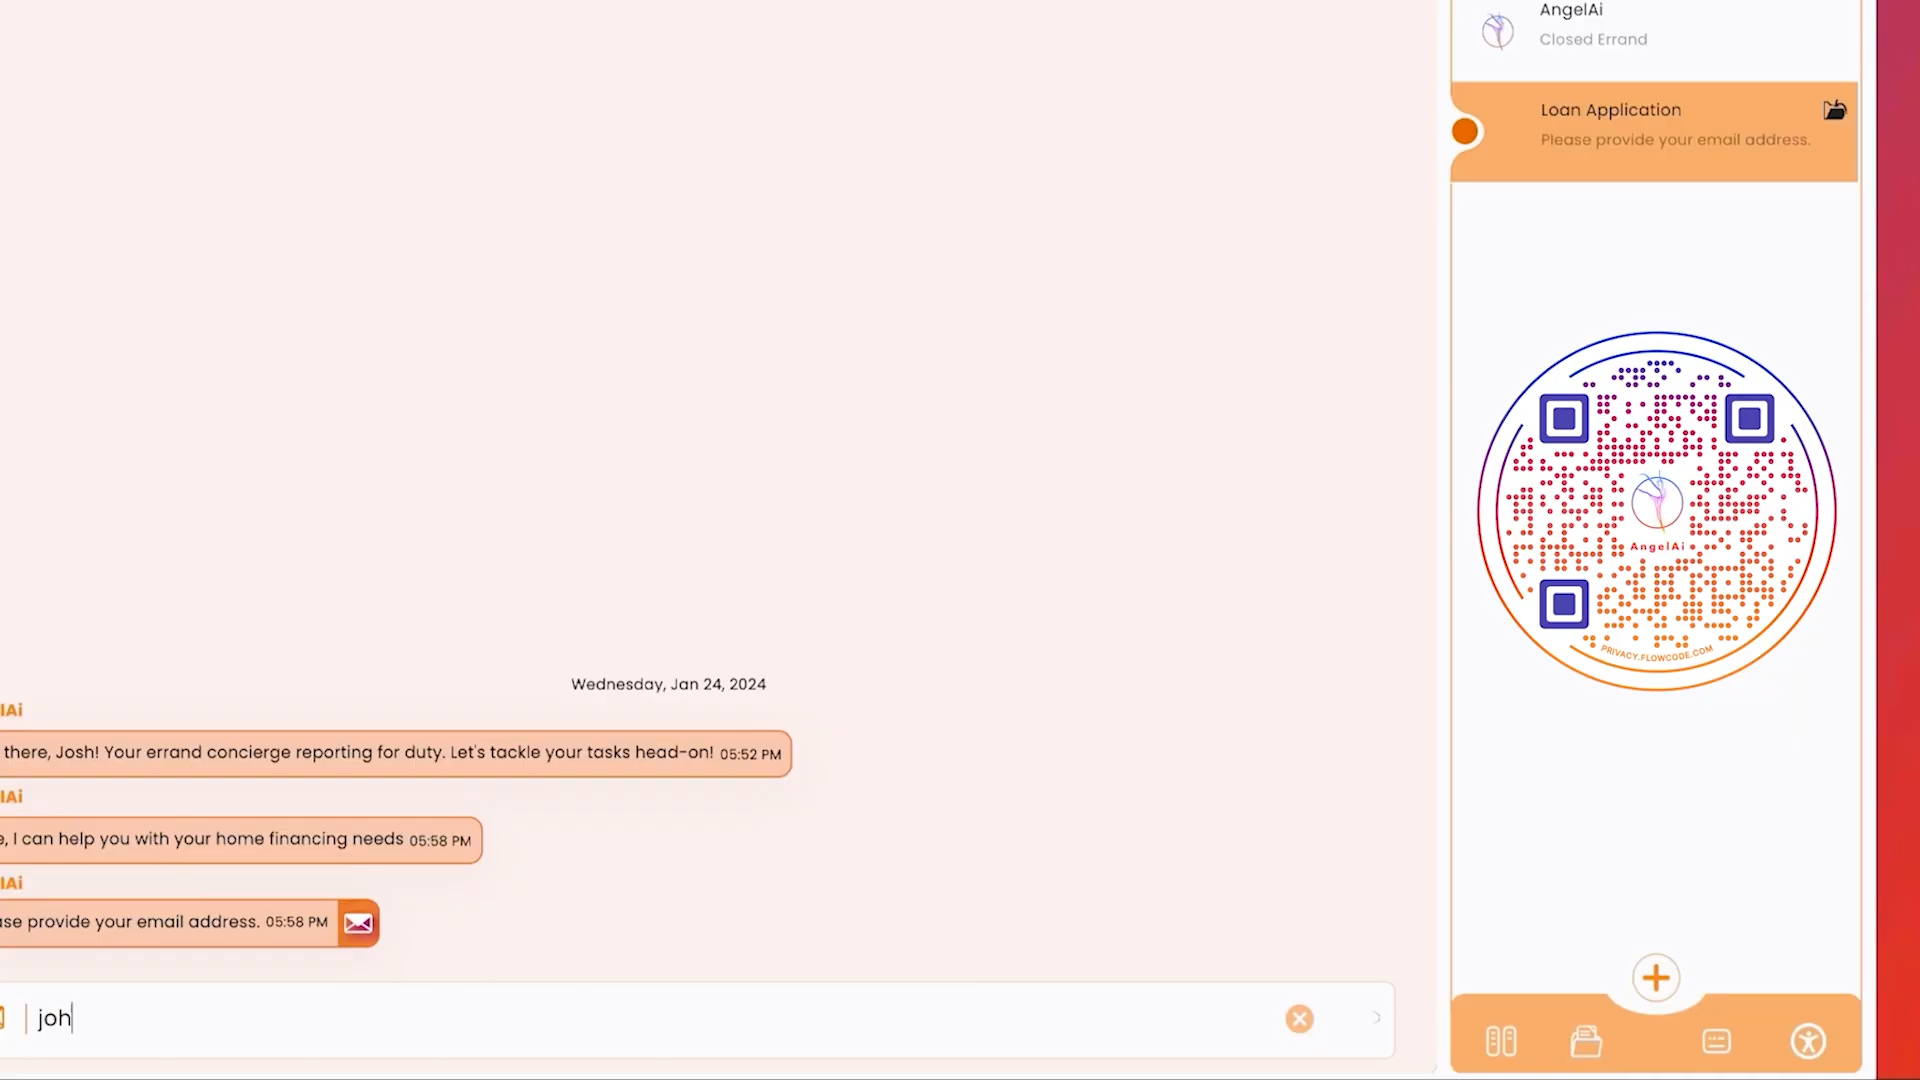 AngelAi
Closed Errand
Loan Application
Please provide your email address.
AngelAi
PRIVACY.FLOWCODE.COM
Wednesday, Jan 24, 2024
lAi
there, Josh! Your errand concierge reporting for duty. Let's tackle your tasks head-on! 05:52 PM
lAi
e, I can help you with your home financing needs 05:58 PM
lAi
ase provide your email address. 05:58 PM
joh